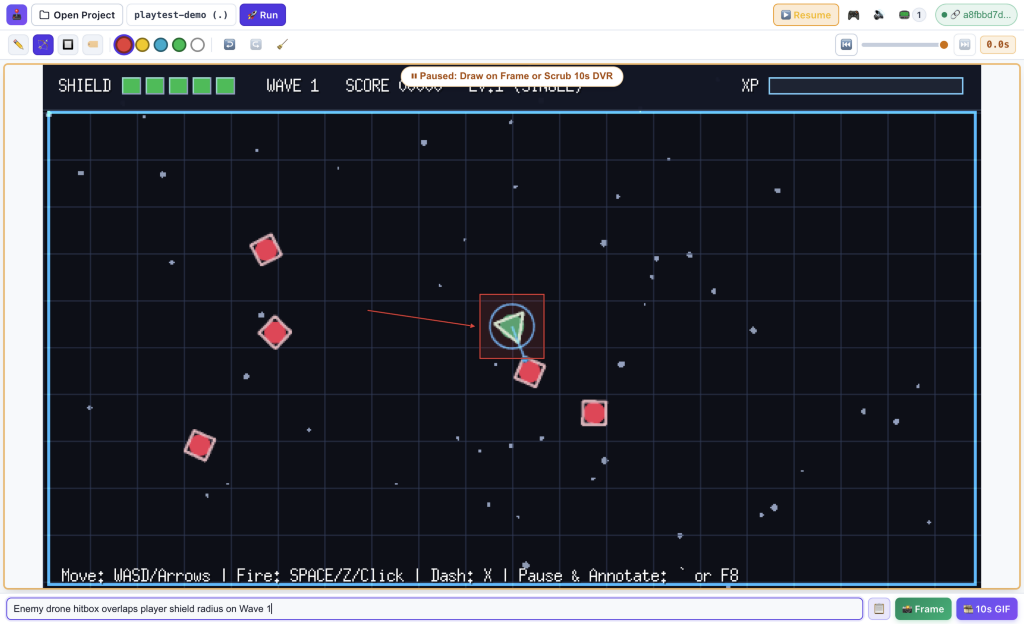 Open Project
playtest-demo (.)
Run
Resume
1
a8fbbd7d...
0.0s
Paused: Draw on Frame or Scrub 10s DVR
SHIELD
WAVE 1
SCORE
XP
Move: WASD/Arrows | Fire: SPACE/Z/Click | Dash: X | Pause & Annotate: ` or F8
Enemy drone hitbox overlaps player shield radius on Wave 1
Frame
10s GIF